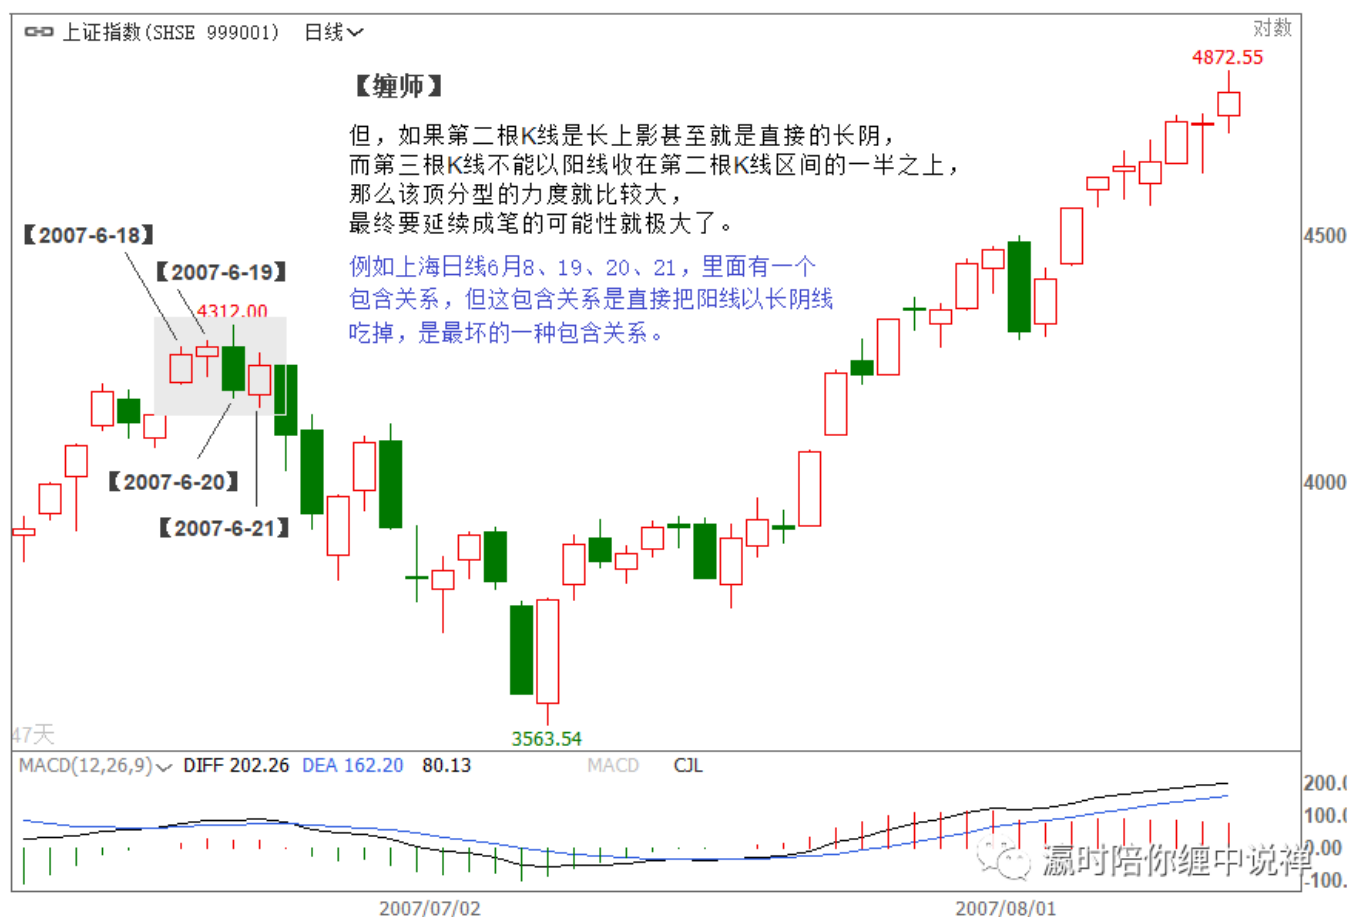 上证指数(SHSE 999001) 日线
对数
4872.55
【缠师】
但，如果第二根K线是长上影甚至就是直接的长阴，
而第三根K线不能以阳线收在第二根K线区间的一半之上，
那么该顶分型的力度就比较大，
最终要延续成笔的可能性就极大了。
【2007-6-18】
4500
【2007-6-19】
例如上海日线6月8、19、20、21，里面有一个
包含关系，但这包含关系是直接把阳线以长阴线
吃掉，是最坏的一种包含关系。
4312.00
【2007-6-20】
4000
【2007-6-21】
47天
3563.54
MACD(12,26,9) DIFF 202.26 DEA 162.20 80.13 MACD CJL
200.0
100.0
0.00
-100.
瀛时陪你缠中说禅
2007/07/02
2007/08/01